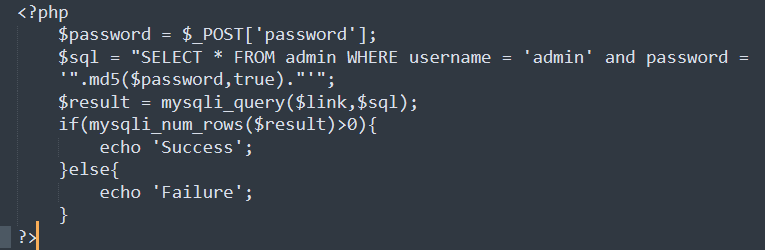 <?php
    $password = $_POST['password'];
    $sql = "SELECT * FROM admin WHERE username = 'admin' and password =
    '".md5($password,true)."'";
    $result = mysqli_query($link,$sql);
    if(mysqli_num_rows($result)>0){
        echo 'Success';
    }else{
        echo 'Failure';
    }
?>